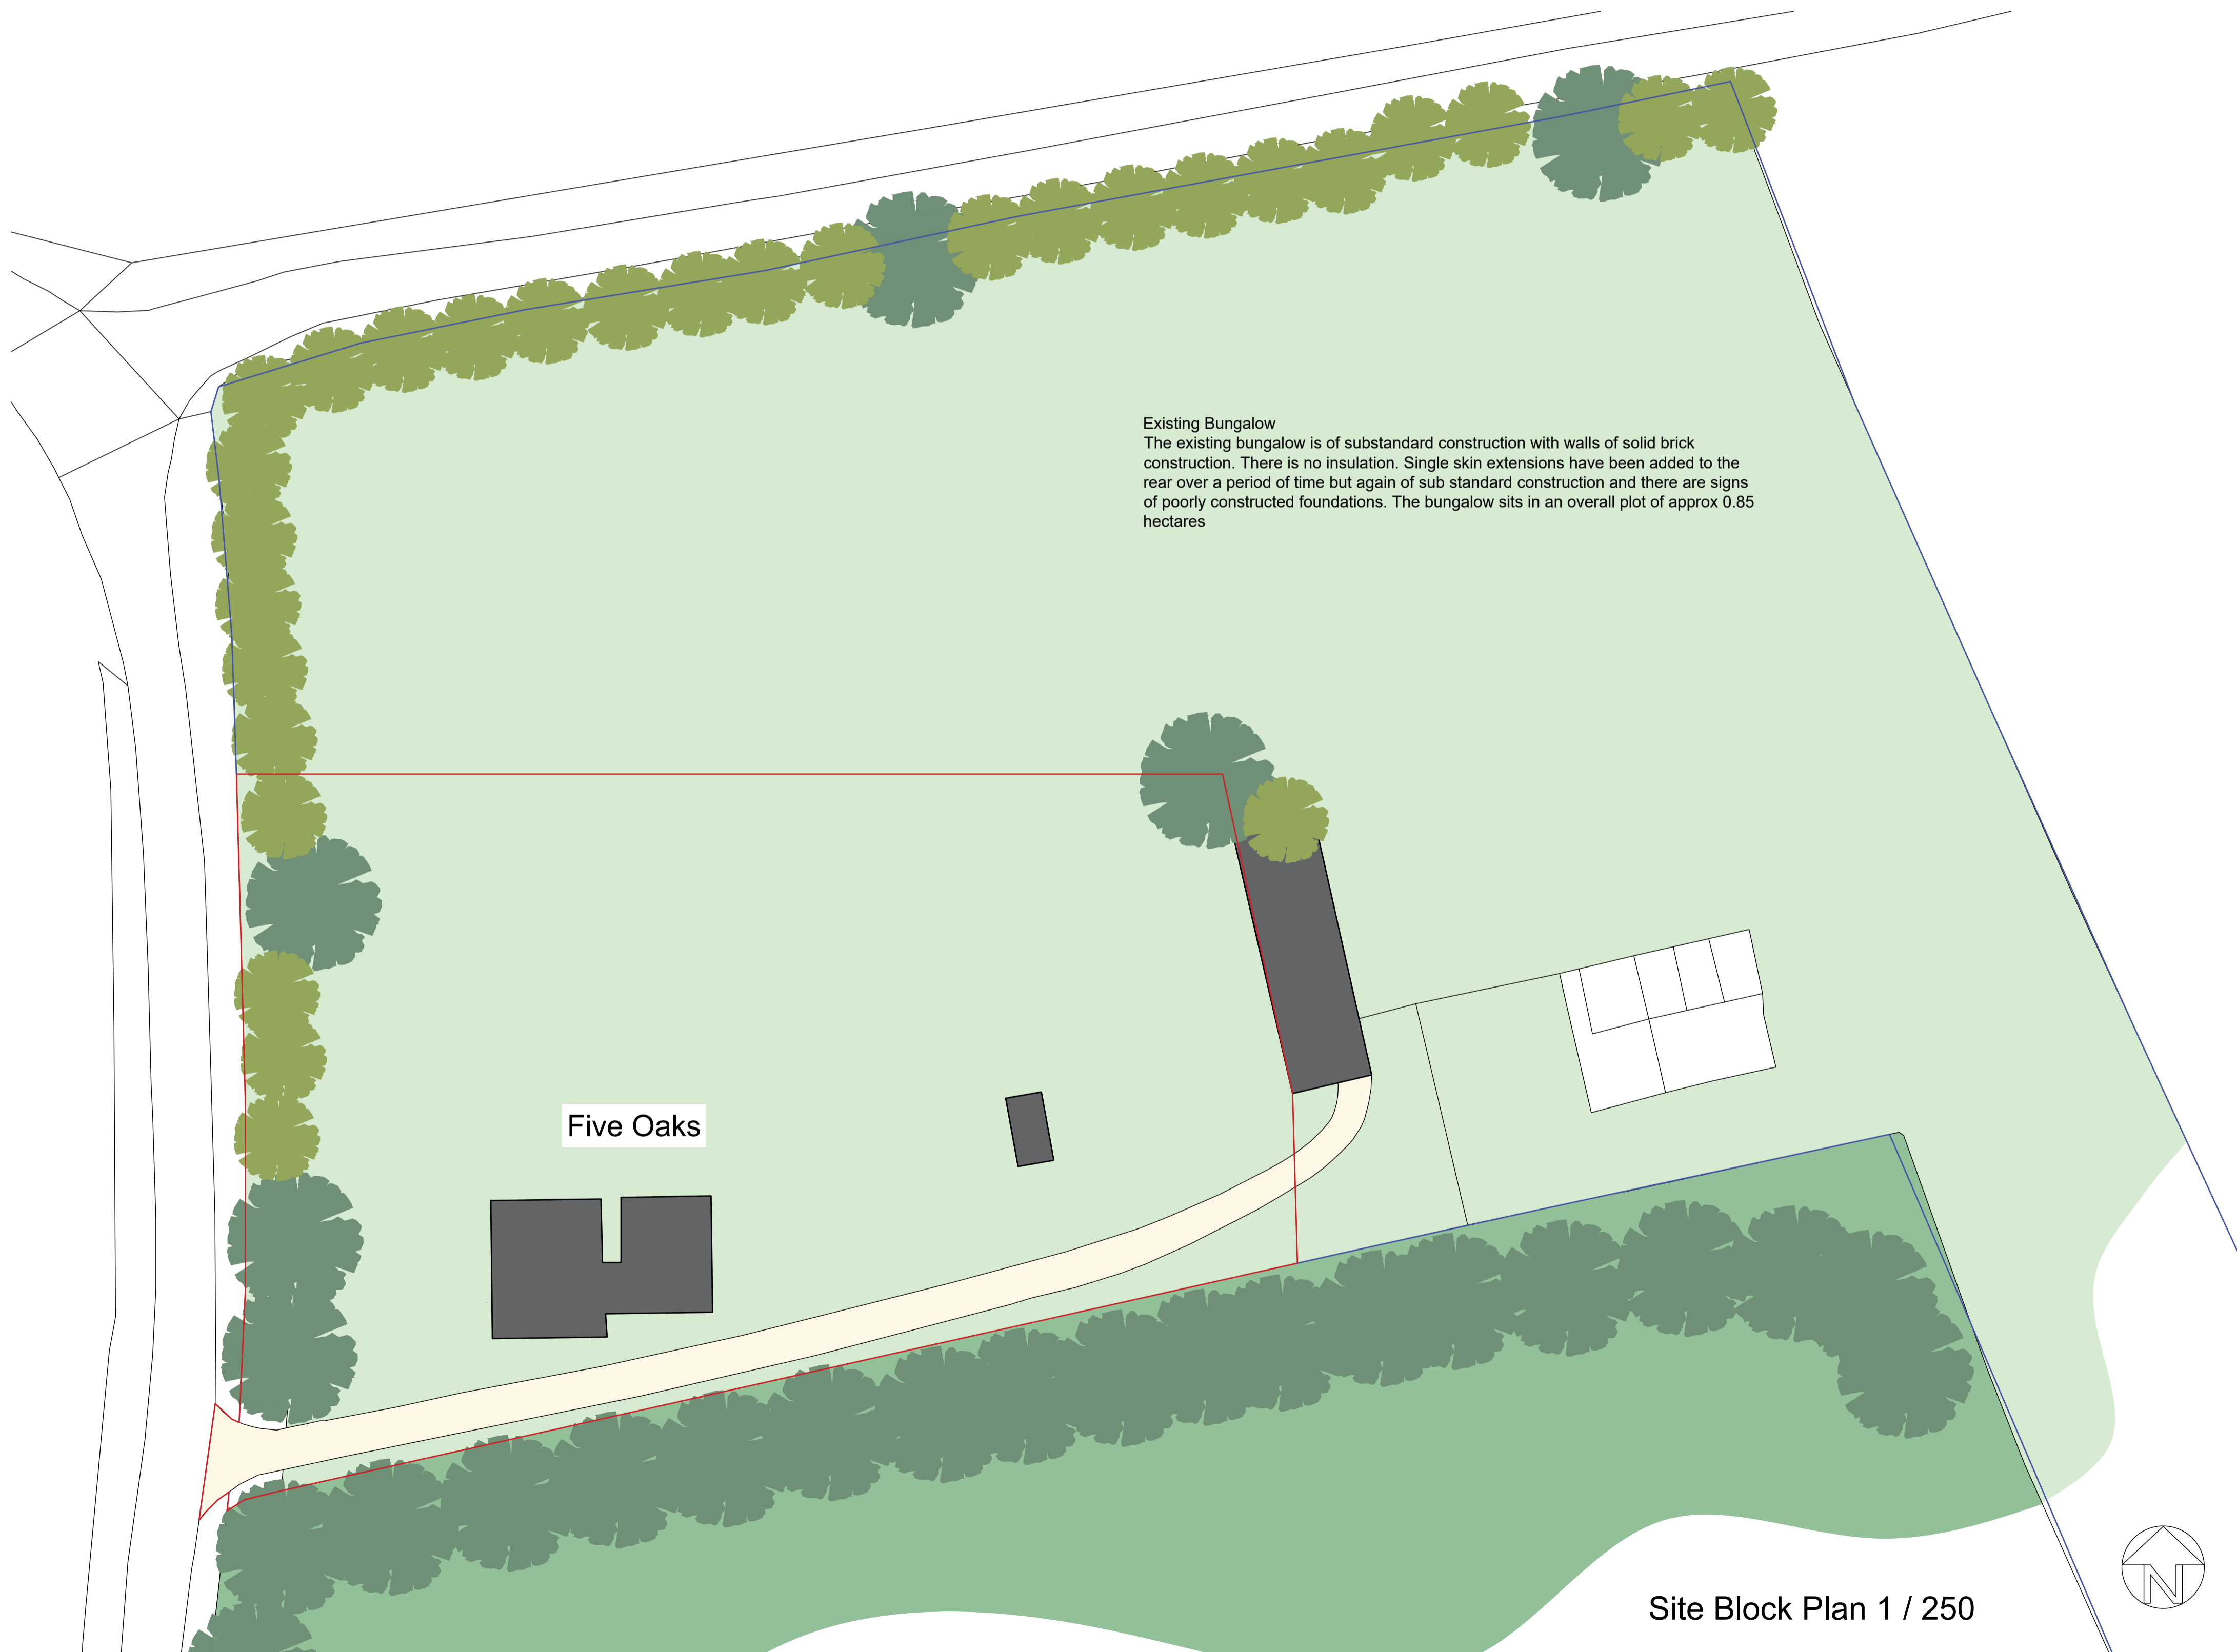 Existing Bungalow
The existing bungalow is of substandard construction with walls of solid brick
construction. There is no insulation. Single skin extensions have been added to the
rear over a period of time but again of sub standard construction and there are signs
of poorly constructed foundations. The bungalow sits in an overall plot of approx 0.85
hectares
Five Oaks
Site Block Plan 1 / 250
N